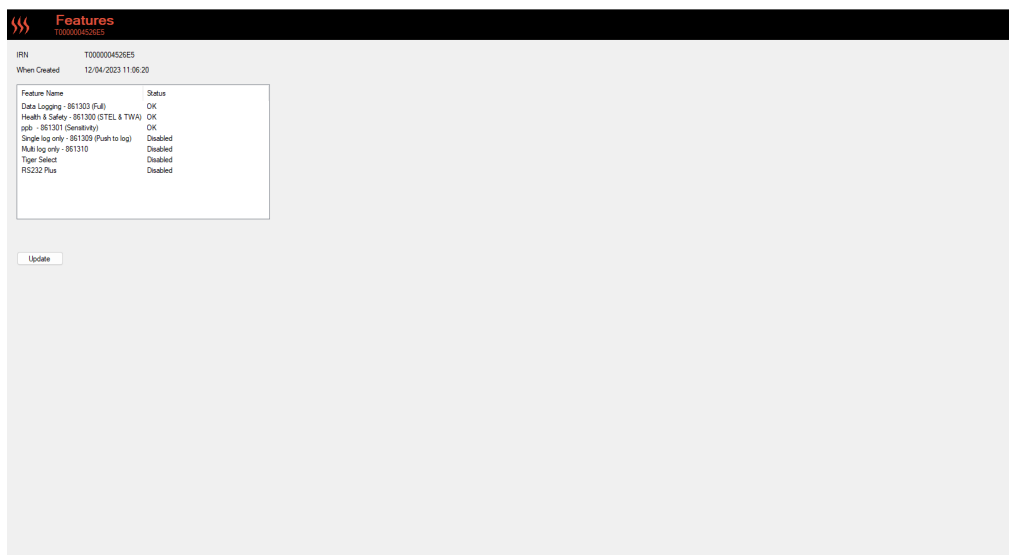 Features
T0000004526E5
IRN T0000004526E5
When Created 12/04/2023 11:06:20
Feature Name Status
Data Logging - 861303 (Full) OK
Health & Safety - 861300 (STEL & TWA) OK
ppb - 861301 (Sensitivity) OK
Single log only - 861309 (Push to log) Disabled
Multi log only - 861310 Disabled
Tiger Select Disabled
RS232 Plus Disabled
Update